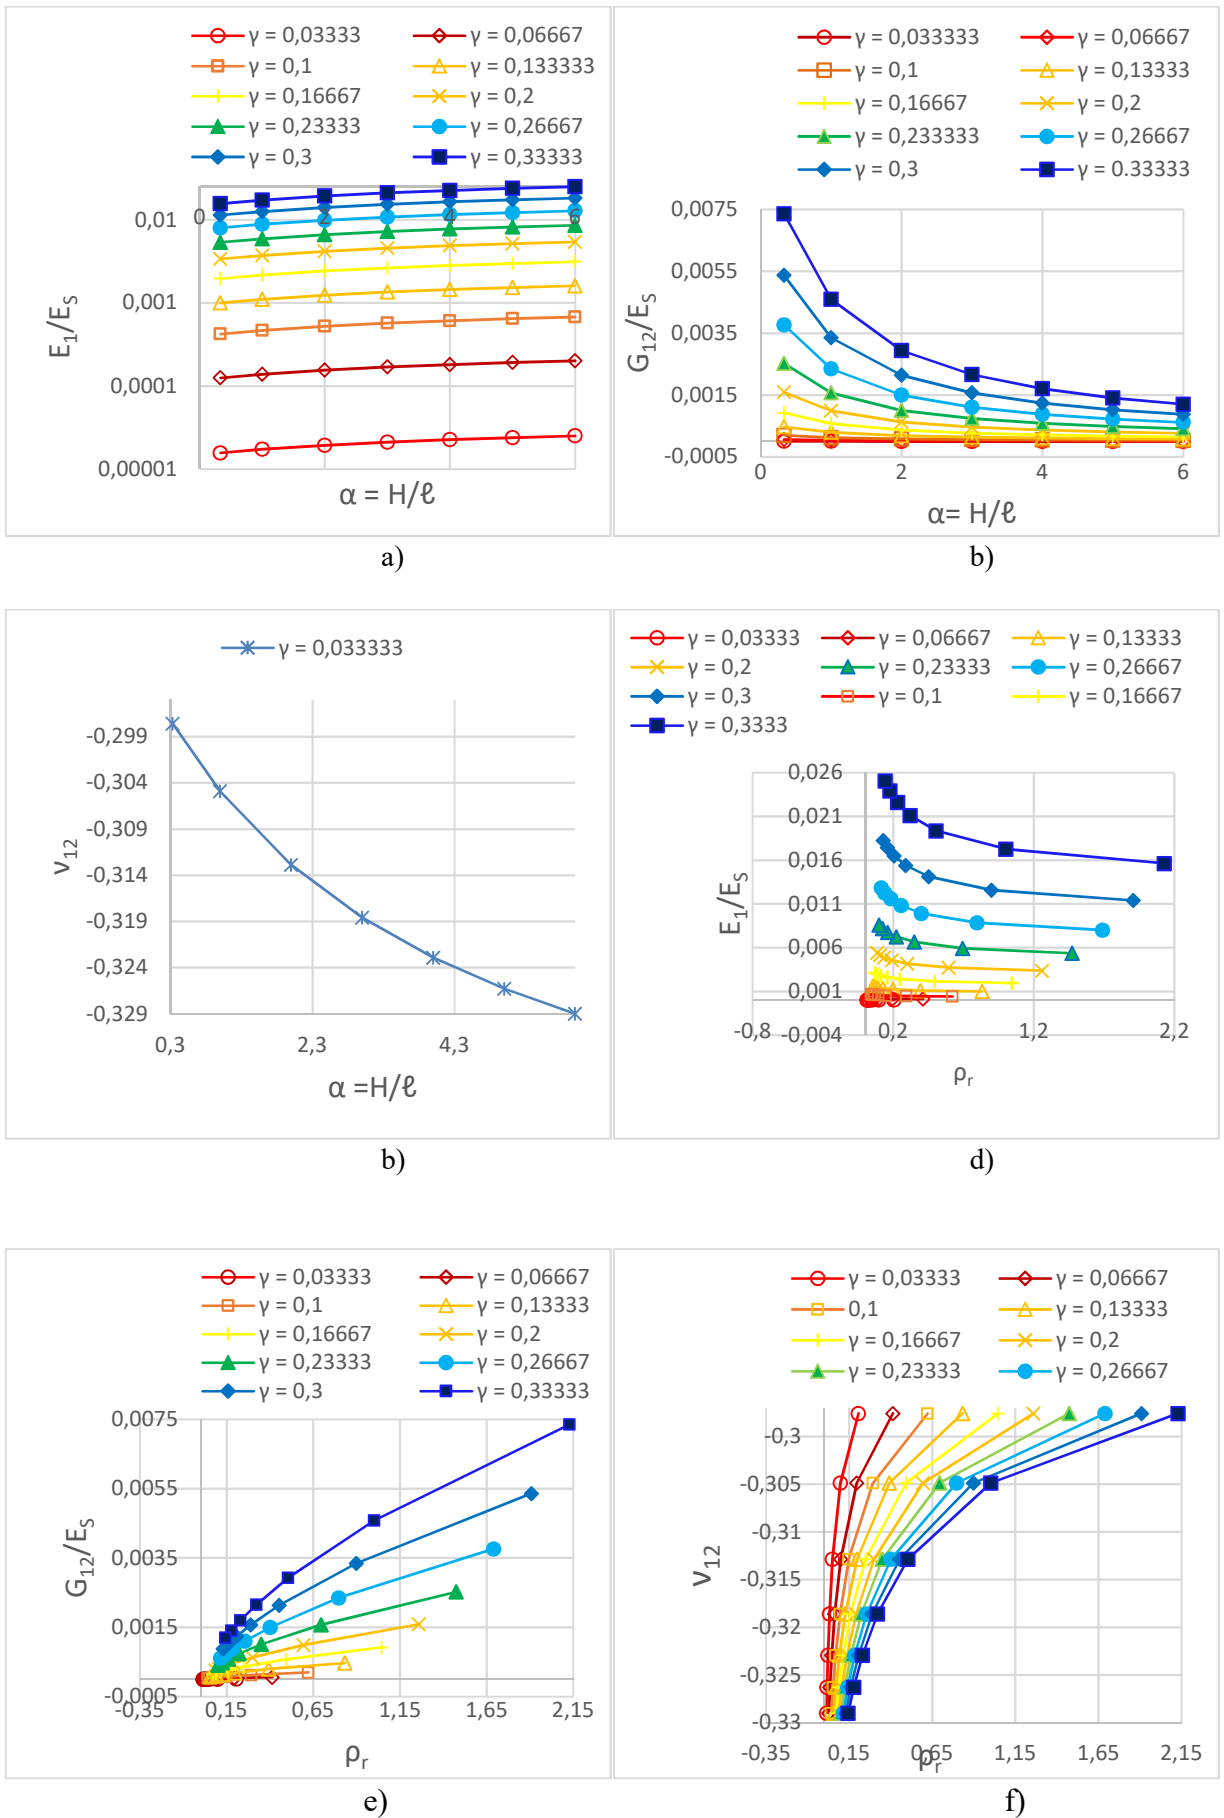 γ = 0,03333 γ = 0,06667
γ = 0,1 γ = 0,133333
γ = 0,16667 γ = 0,2
γ = 0,23333 γ = 0,26667
γ = 0,3 γ = 0,33333
0,01
0,001
0,0001
0,00001
0 2 4 6
E₁/E_S
α = H/ℓ
a)
γ = 0,033333 γ = 0,06667
γ = 0,1 γ = 0,13333
γ = 0,16667 γ = 0,2
γ = 0,233333 γ = 0,26667
γ = 0,3 γ = 0.33333
0,0075
0,0055
0,0035
0,0015
-0,0005
0 2 4 6
G₁₂/E_S
α= H/ℓ
b)
γ = 0,033333
-0,299
-0,304
-0,309
-0,314
-0,319
-0,324
-0,329
0,3 2,3 4,3
ν₁₂
α =H/ℓ
b)
γ = 0,03333 γ = 0,06667 γ = 0,13333
γ = 0,2 γ = 0,23333 γ = 0,26667
γ = 0,3 γ = 0,1 γ = 0,16667
γ = 0,3333
0,026
0,021
0,016
0,011
0,006
0,001
-0,004
-0,8 0,2 1,2 2,2
E₁/E_S
ρᵣ
d)
γ = 0,03333 γ = 0,06667
γ = 0,1 γ = 0,13333
γ = 0,16667 γ = 0,2
γ = 0,23333 γ = 0,26667
γ = 0,3 γ = 0,33333
0,0075
0,0055
0,0035
0,0015
-0,0005
-0,35 0,15 0,65 1,15 1,65 2,15
G₁₂/E_S
ρᵣ
e)
γ = 0,03333 γ = 0,06667
0,1 γ = 0,13333
γ = 0,16667 γ = 0,2
γ = 0,23333 γ = 0,26667
-0,3
-0,305
-0,31
-0,315
-0,32
-0,325
-0,33
-0,35 0,15 0,65 1,15 1,65 2,15
ν₁₂
ρᵣ
f)